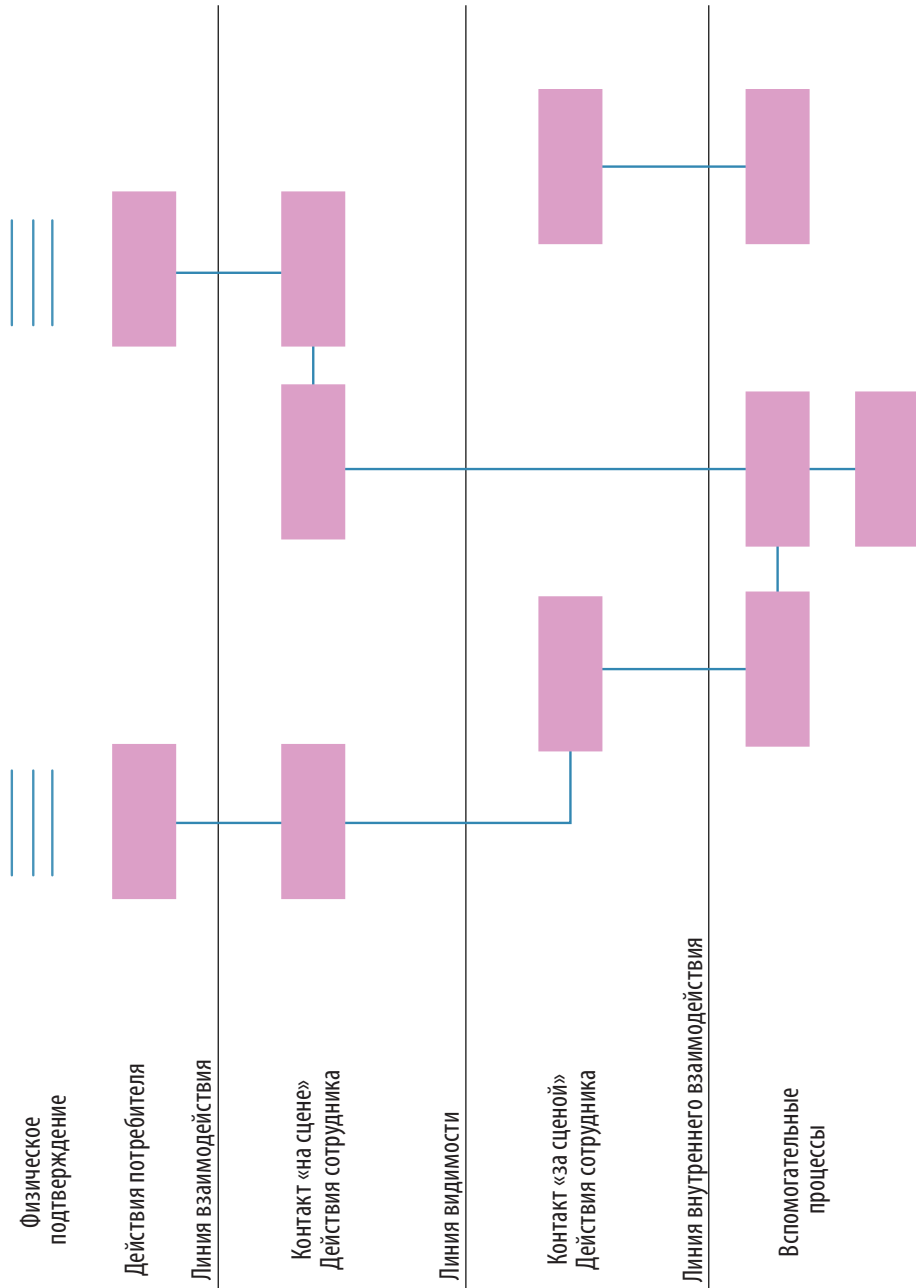 Физическое
подтверждение
Действия потребителя
Линия взаимодействия
Контакт «на сцене»
Действия сотрудника
Линия видимости
Контакт «за сценой»
Действия сотрудника
Линия внутреннего взаимодействия
Вспомогательные
процессы